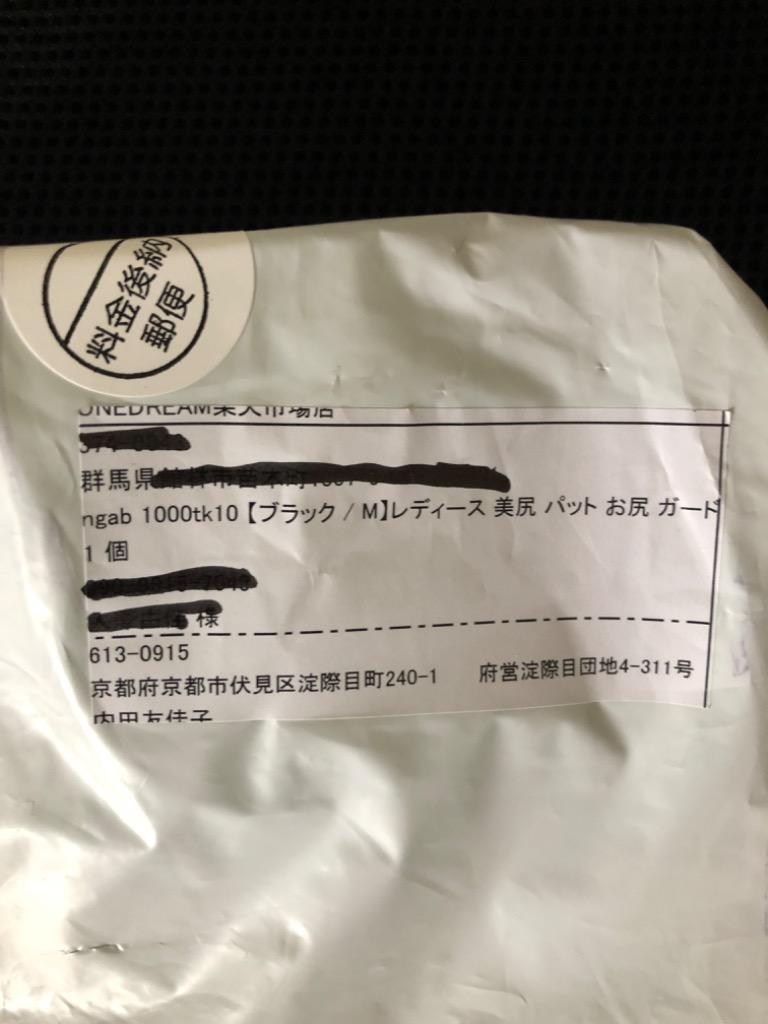 料金後納
郵便
ONEDREAM楽天市場店
群馬県
ngab 1000tk10【ブラック / M】レディース 美尻 パット お尻 ガード
1 個
様
613-0915
京都府京都市伏見区淀際目町240-1 府営淀際目団地4-311号
内田友佳子